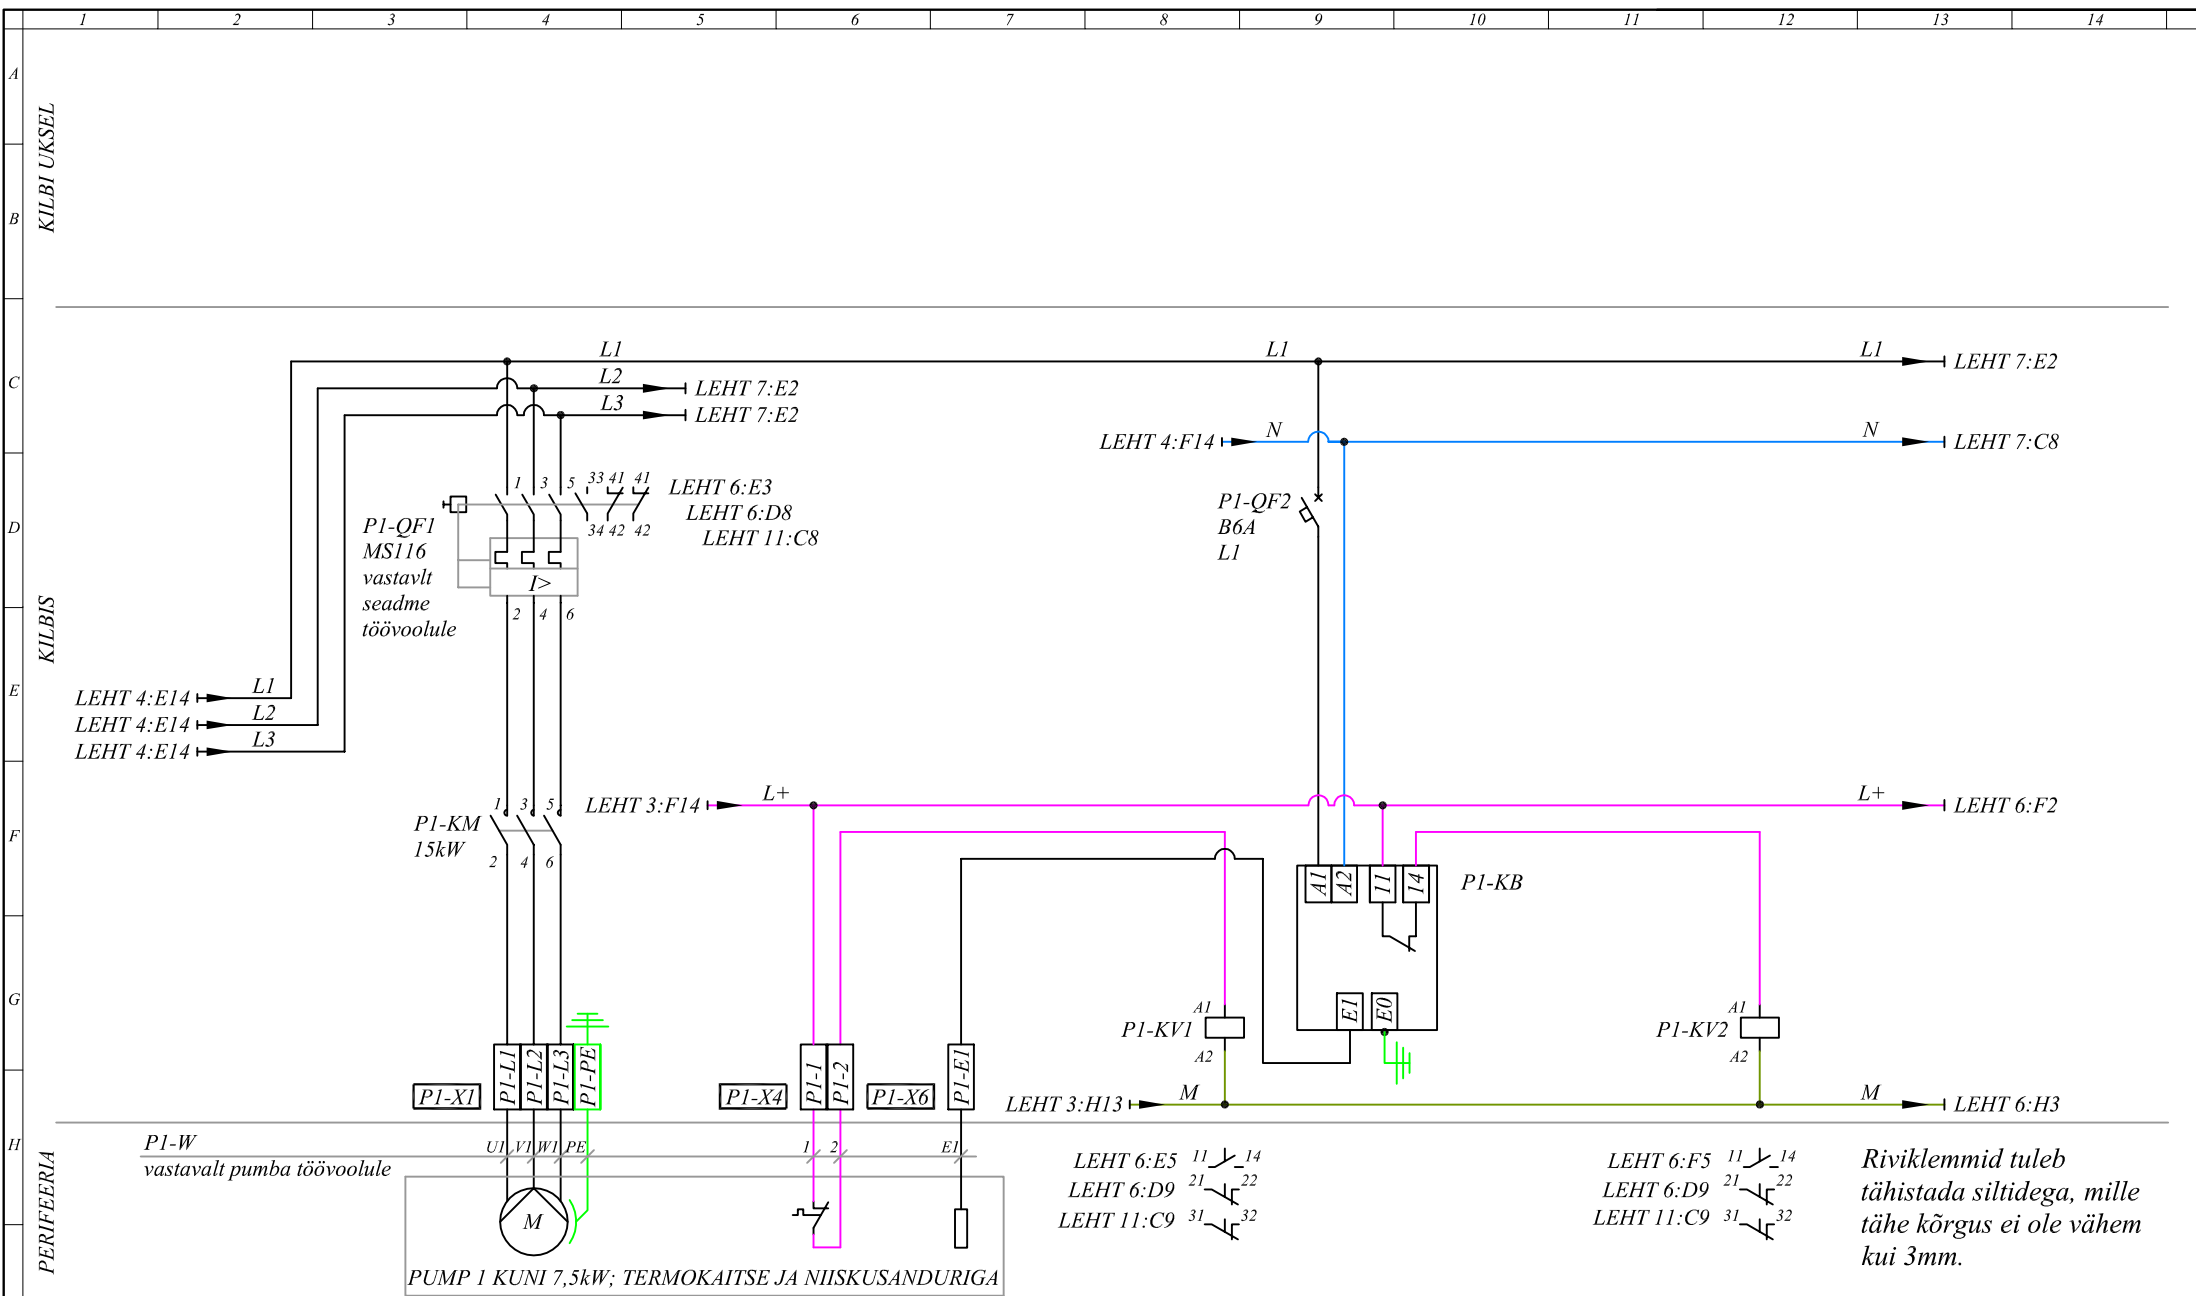 1 2 3 4 5 6 7 8 9 10 11 12 13 14
A
B
C
D
E
F
G
H
KILBI UKSEL
KILBIS
PERIFEERIA
L1 L1 L1 LEHT 7:E2
L2 LEHT 7:E2
L3 LEHT 7:E2
LEHT 4:F14 N N LEHT 7:C8
1 3 5 33 41 41
34 42 42
LEHT 6:E3
LEHT 6:D8
LEHT 11:C8
P1-QF1
MS116
vastavlt
seadme
töövoolule
I>
2 4 6
P1-QF2
B6A
L1
LEHT 4:E14 L1
LEHT 4:E14 L2
LEHT 4:E14 L3
LEHT 3:F14 L+ L+ LEHT 6:F2
1 3 5
P1-KM
15kW
2 4 6
A1 A2 11 14
P1-KB
E1 E0
A1
P1-KV1
A2
A1
P1-KV2
A2
P1-X1 P1-L1 P1-L2 P1-L3 P1-PE
P1-X4 P1-1 P1-2
P1-X6 P1-E1
LEHT 3:H13 M M LEHT 6:H3
P1-W
vastavalt pumba töövoolule
U1 V1 W1 PE 1 2 E1
M
PUMP 1 KUNI 7,5kW; TERMOKAITSE JA NIISKUSANDURIGA
LEHT 6:E5 11 14
LEHT 6:D9 21 22
LEHT 11:C9 31 32
LEHT 6:F5 11 14
LEHT 6:D9 21 22
LEHT 11:C9 31 32
Riviklemmid tuleb
tähistada siltidega, mille
tähe kõrgus ei ole vähem
kui 3mm.